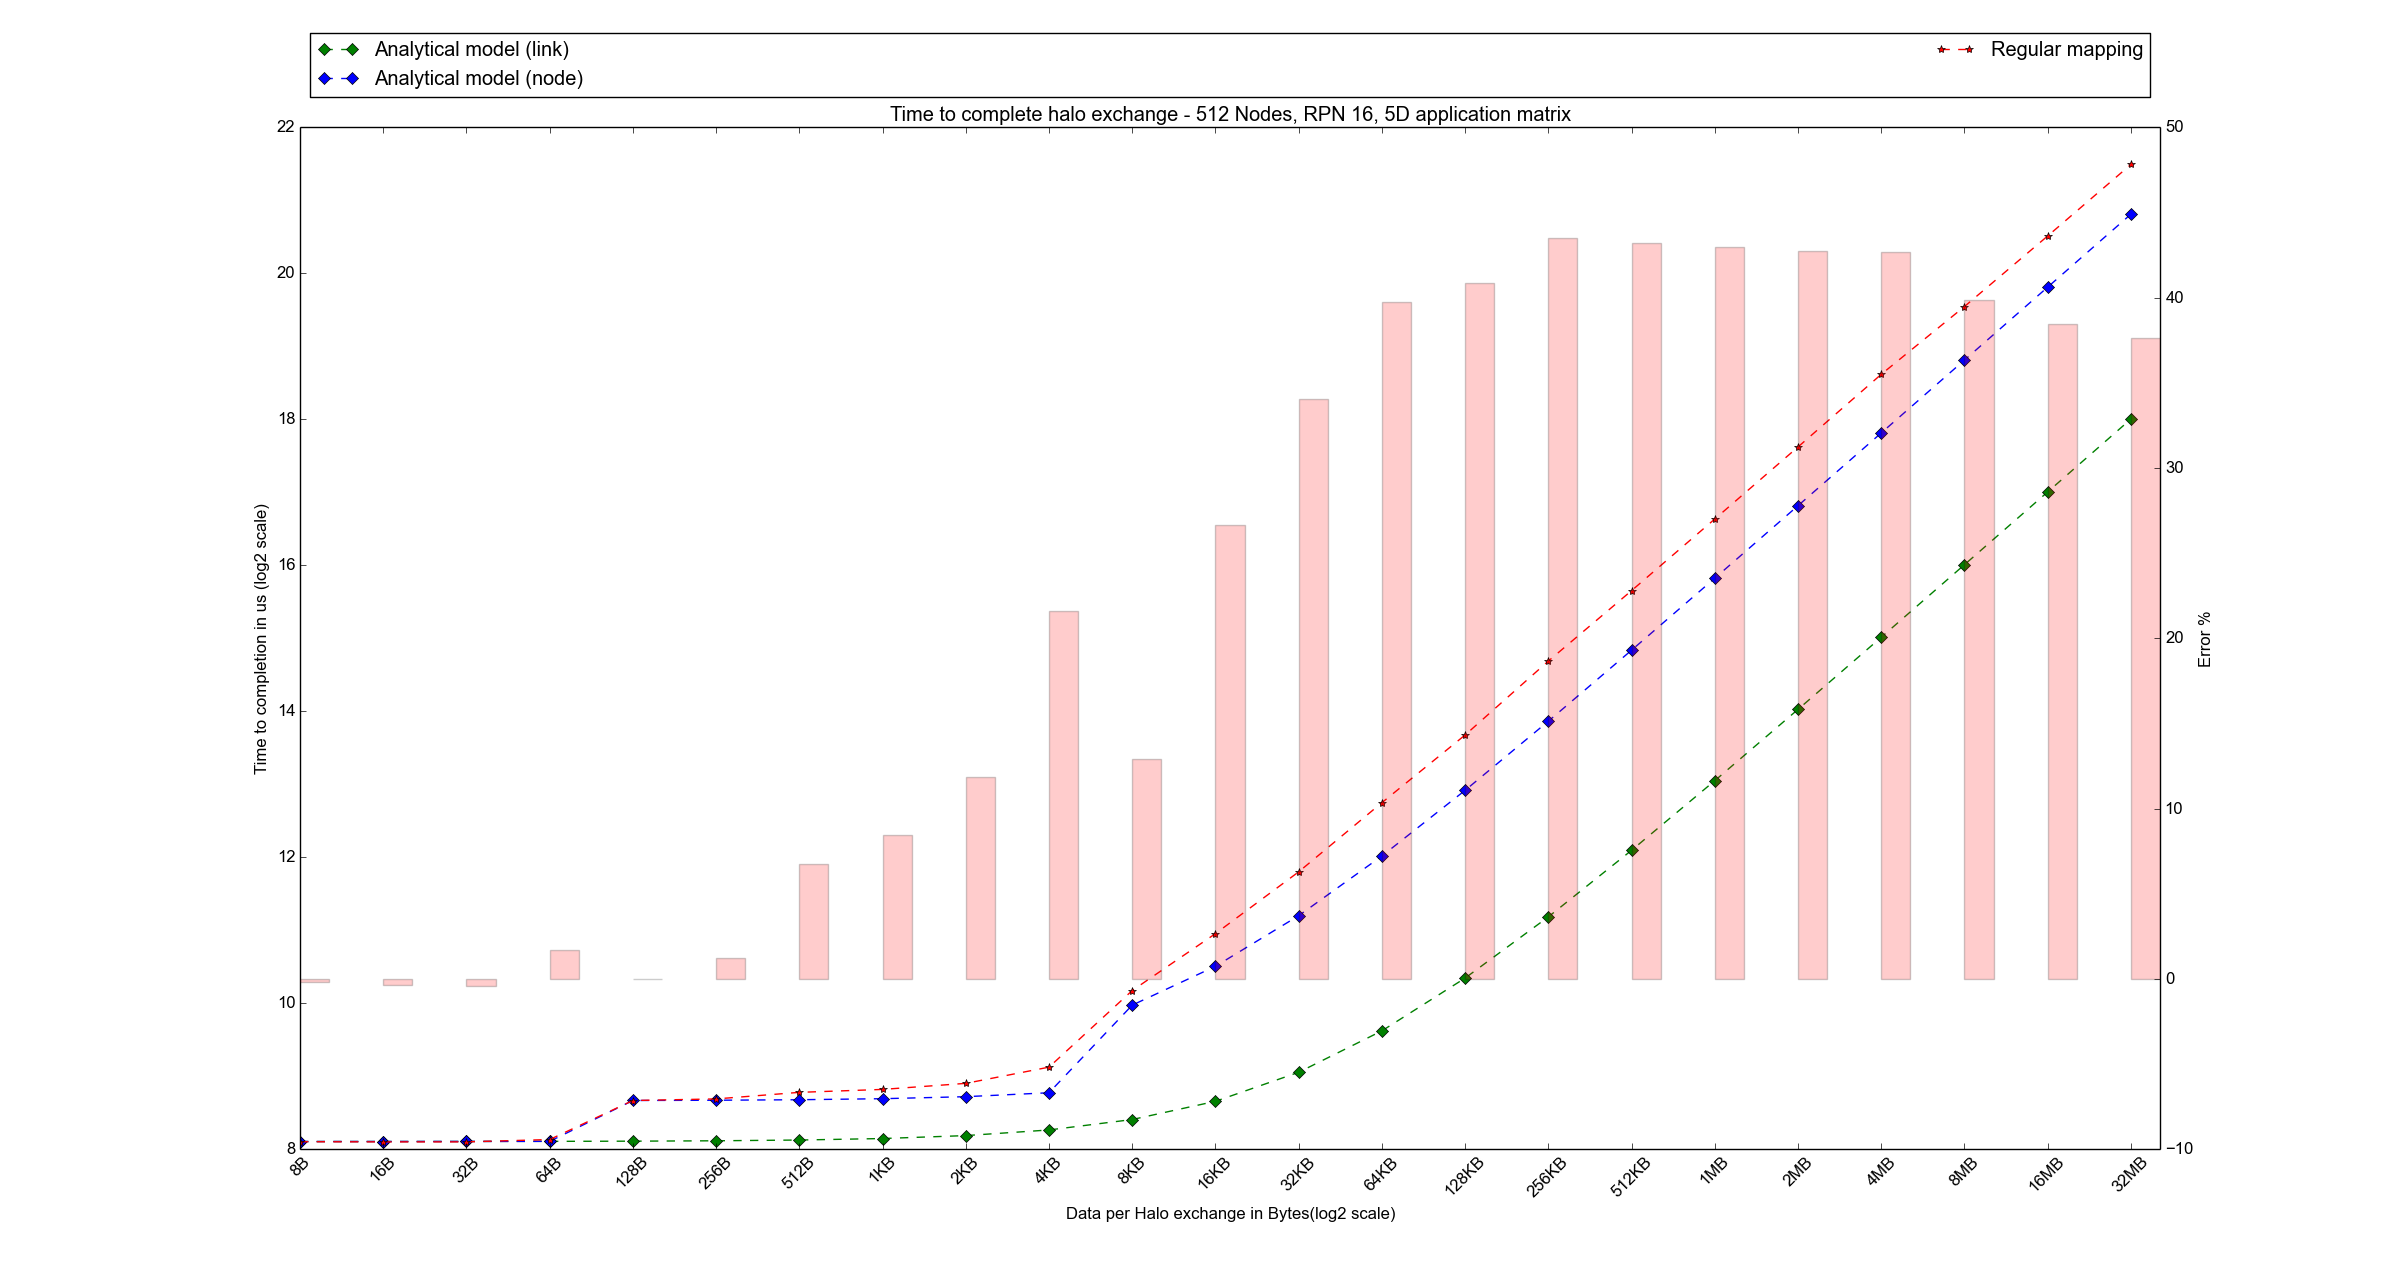 Analytical model (link)
Analytical model (node)
Regular mapping
Time to complete halo exchange - 512 Nodes, RPN 16, 5D application matrix
22
20
18
16
14
12
10
8
Time to completion in us (log2 scale)
50
40
30
20
10
0
−10
Error %
8B
16B
32B
64B
128B
256B
512B
1KB
2KB
4KB
8KB
16KB
32KB
64KB
128KB
256KB
512KB
1MB
2MB
4MB
8MB
16MB
32MB
Data per Halo exchange in Bytes(log2 scale)